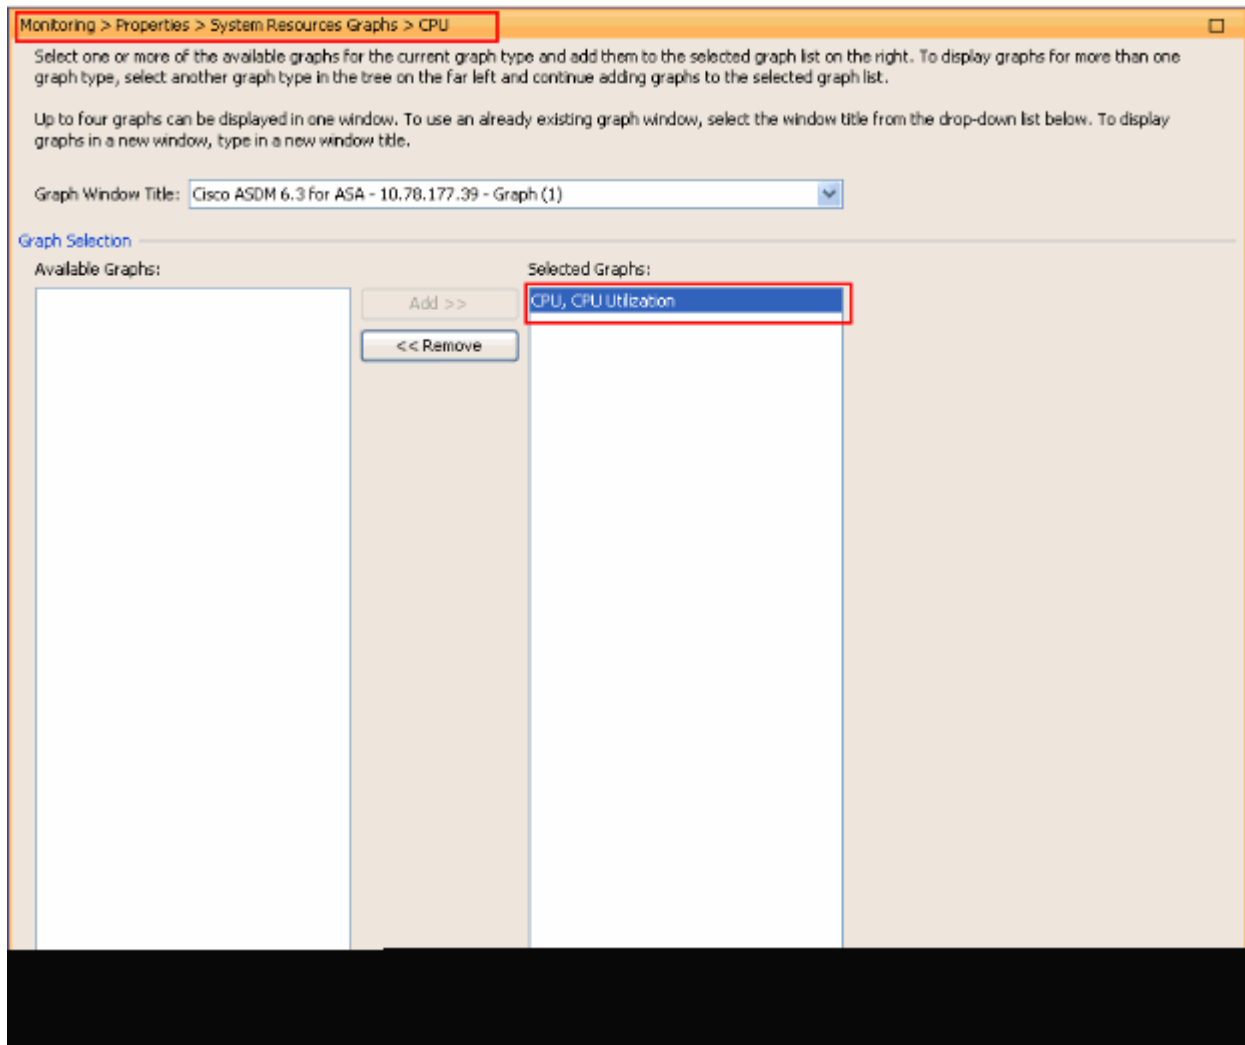 Monitoring > Properties > System Resources Graphs > CPU
Select one or more of the available graphs for the current graph type and add them to the selected graph list on the right. To display graphs for more than one
graph type, select another graph type in the tree on the far left and continue adding graphs to the selected graph list.
Up to four graphs can be displayed in one window. To use an already existing graph window, select the window title from the drop-down list below. To display
graphs in a new window, type in a new window title.
Graph Window Title: Cisco ASDM 6.3 for ASA - 10.78.177.39 - Graph (1)
Graph Selection
Available Graphs: Selected Graphs:
Add >> CPU, CPU Utilization
<< Remove